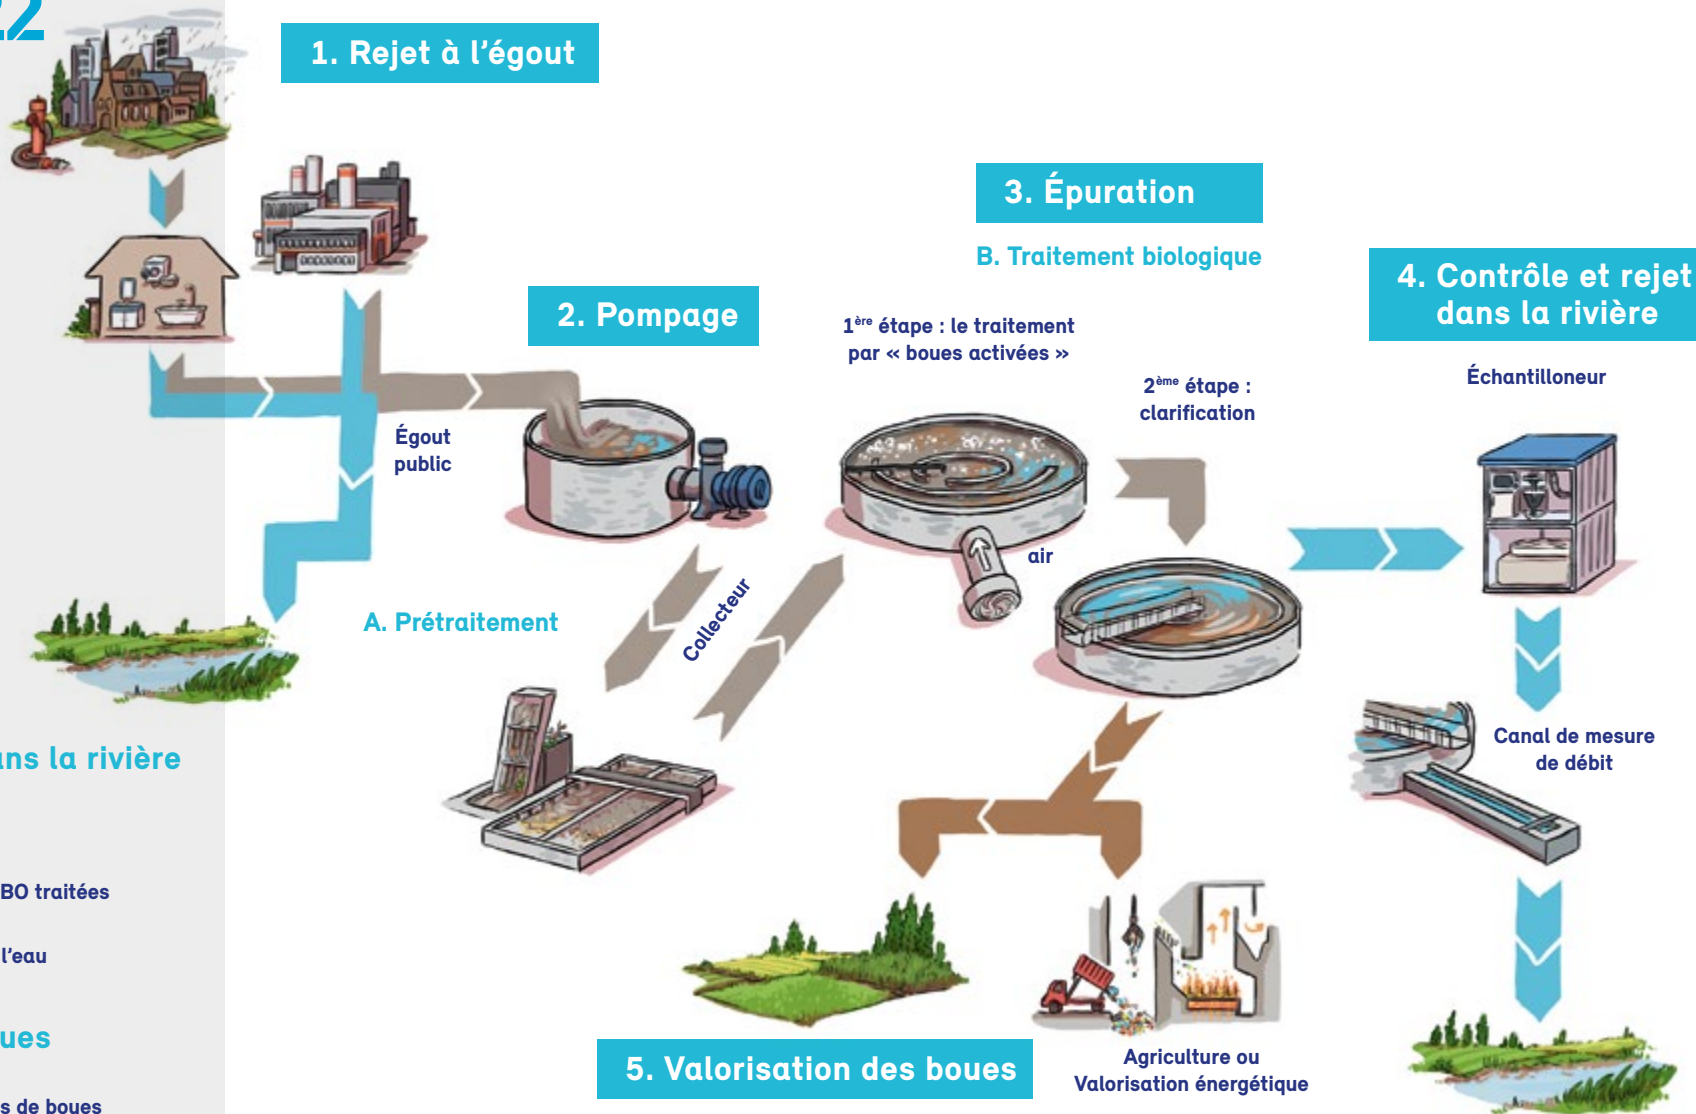 22
1. Rejet à l'égout
3. Épuration
B. Traitement biologique
4. Contrôle et rejet
dans la rivière
2. Pompage
1ère étape : le traitement
par « boues activées »
2ème étape :
clarification
Échantilloneur
Égout
public
air
A. Prétraitement
Collecteur
Canal de mesure
de débit
dans la rivière
BO traitées
l'eau
ues
s de boues
5. Valorisation des boues
Agriculture ou
Valorisation énergétique